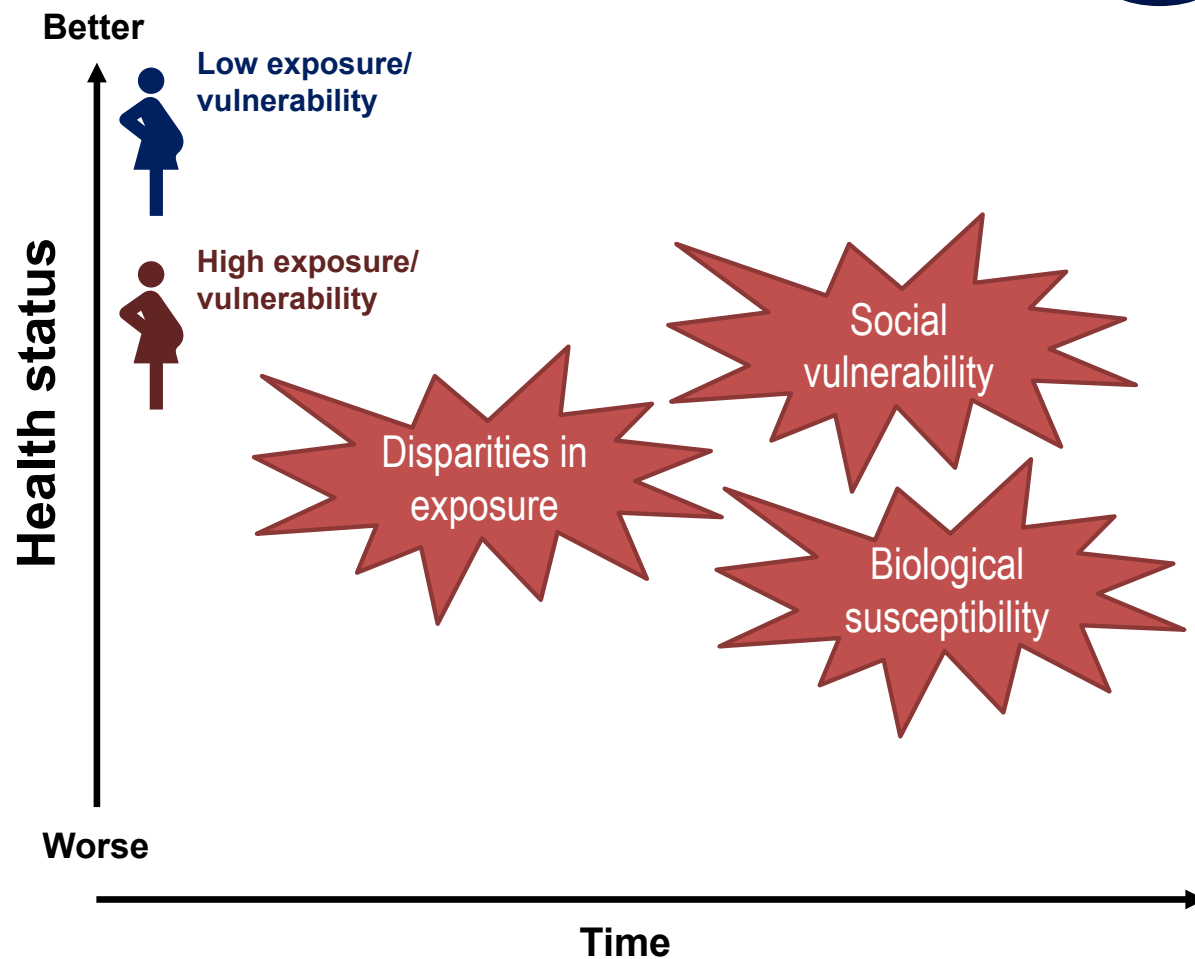 Better
Low exposure/
vulnerability
High exposure/
vulnerability
Health status
Social
vulnerability
Disparities in
exposure
Biological
susceptibility
Worse
Time